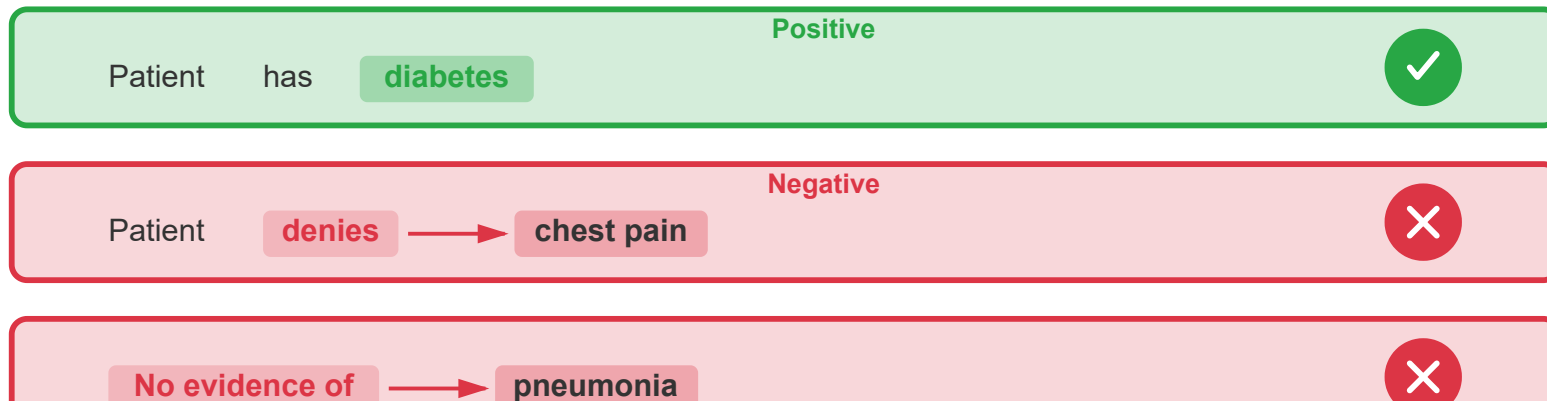 Positive
Patient has diabetes
Negative
Patient denies chest pain
No evidence of pneumonia